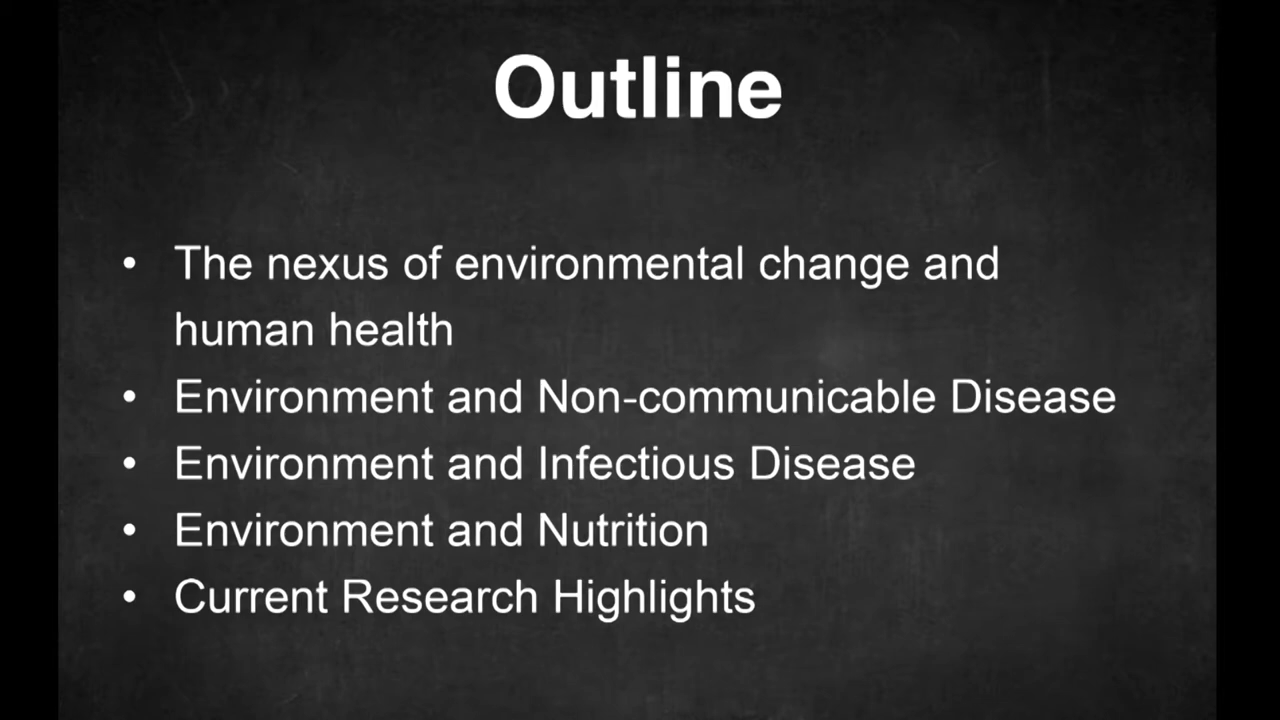 Outline
• The nexus of environmental change and
human health
• Environment and Non-communicable Disease
• Environment and Infectious Disease
• Environment and Nutrition
• Current Research Highlights